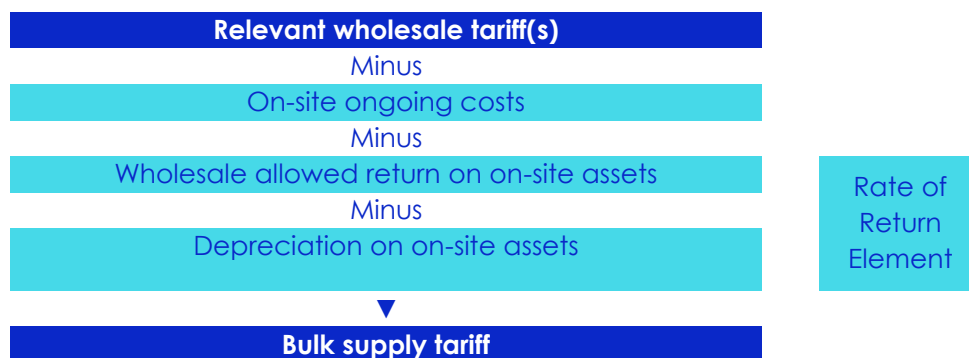 Relevant wholesale tariff(s)
Minus
On-site ongoing costs
Minus
Wholesale allowed return on on-site assets
Minus
Depreciation on on-site assets
Rate of
Return
Element
▼
Bulk supply tariff